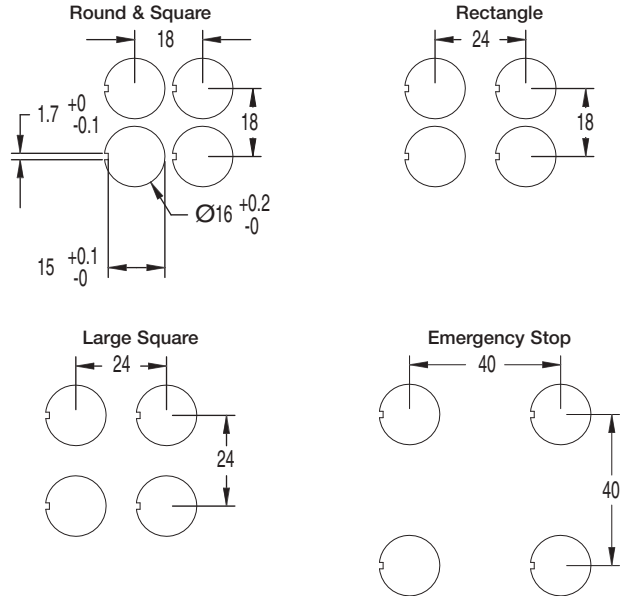 Round & Square
18
18
1.7 +0
-0.1
Ø16 +0.2
-0
15 +0.1
-0
Rectangle
24
18
Large Square
24
24
Emergency Stop
40
40